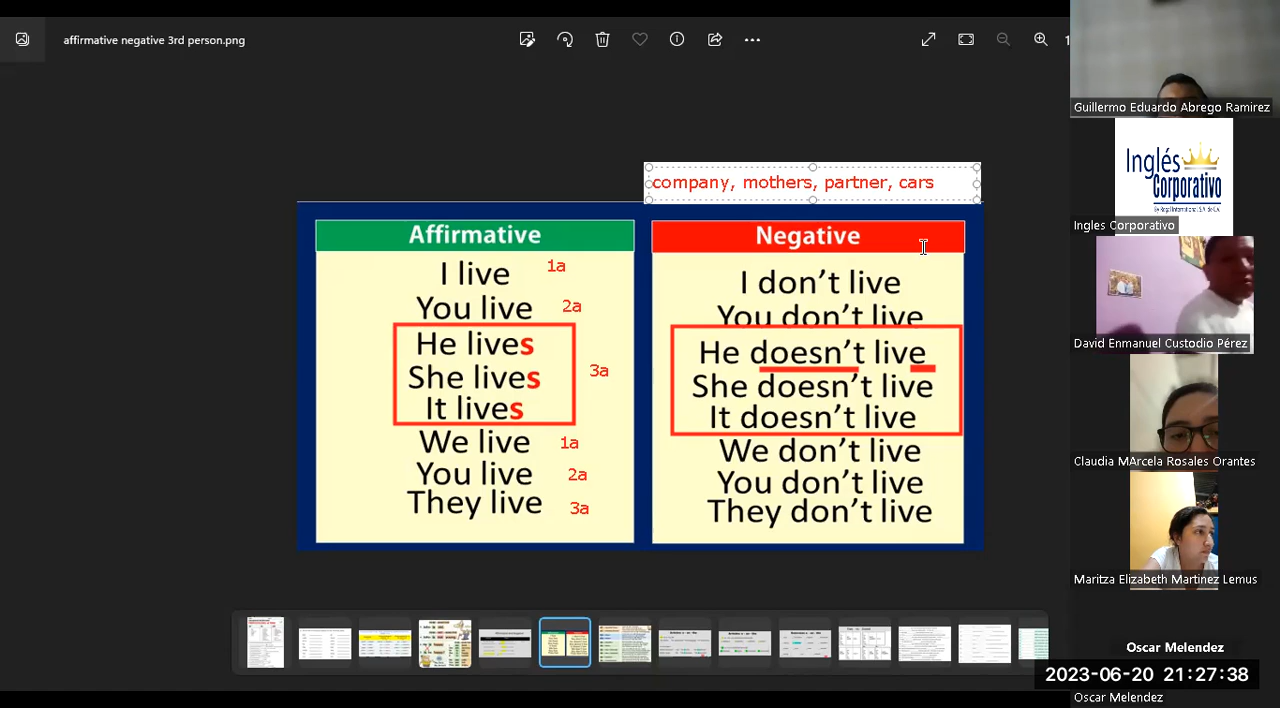 affirmative negative 3rd person.png
1
company, mothers, partner, cars
Affirmative
I live 1a
You live 2a
He lives
She lives 3a
It lives
We live 1a
You live 2a
They live 3a
Negative
I don't live
You don't live
He doesn't live
She doesn't live
It doesn't live
We don't live
You don't live
They don't live
Guillermo Eduardo Abrego Ramirez
Inglés
Corporativo
Ingles Corporativo
David Enmanuel Custodio Pérez
Claudia MArcela Rosales Orantes
Maritza Elizabeth Martinez Lemus
Oscar Melendez
2023-06-20 21:27:38
Oscar Melendez